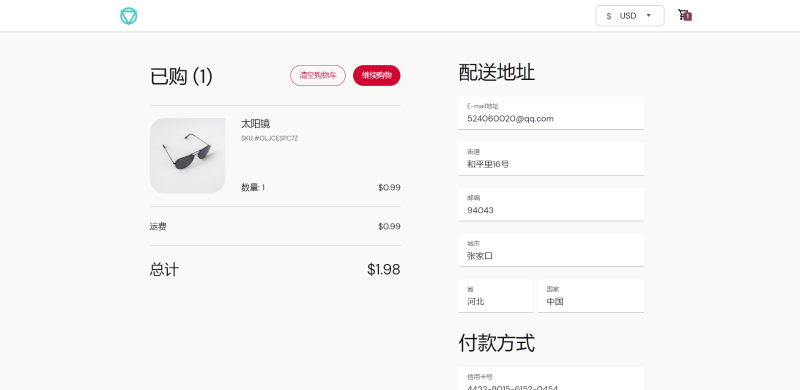 $ USD
1
已购 (1)
清空购物车
继续购物
太阳镜
SKU #OLJCESPC7Z
数量: 1
$0.99
运费
$0.99
总计
$1.98
配送地址
E-mail地址
524060020@qq.com
街道
和平里16号
邮编
94043
城市
张家口
省
河北
国家
中国
付款方式
信用卡号
4432-8015-6152-0454